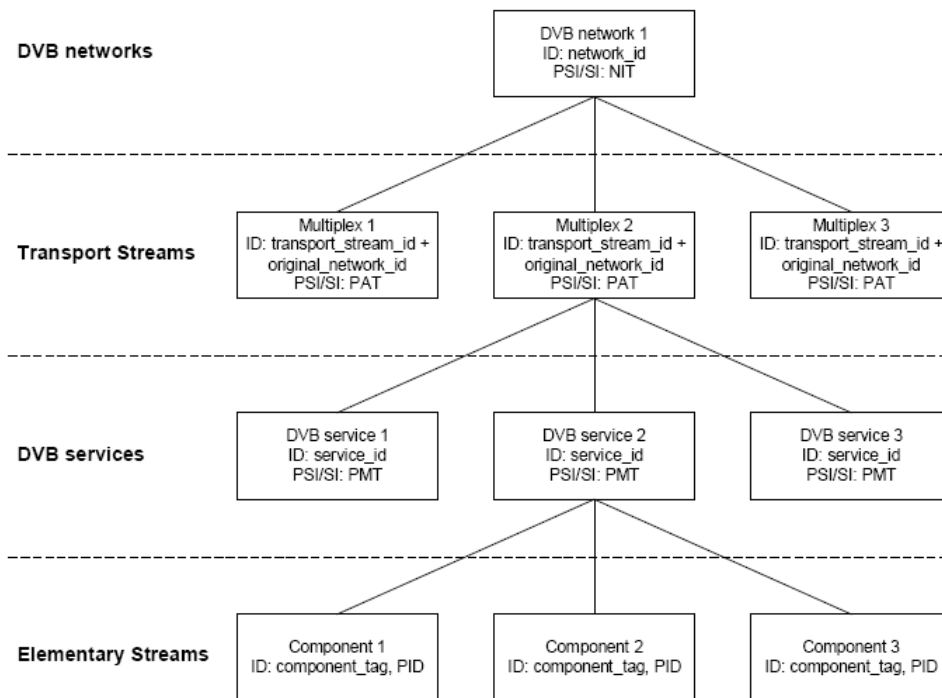 DVB networks
DVB network 1
ID: network_id
PSI/SI: NIT
Transport Streams
Multiplex 1
ID: transport_stream_id +
original_network_id
PSI/SI: PAT
Multiplex 2
ID: transport_stream_id +
original_network_id
PSI/SI: PAT
Multiplex 3
ID: transport_stream_id +
original_network_id
PSI/SI: PAT
DVB services
DVB service 1
ID: service_id
PSI/SI: PMT
DVB service 2
ID: service_id
PSI/SI: PMT
DVB service 3
ID: service_id
PSI/SI: PMT
Elementary Streams
Component 1
ID: component_tag, PID
Component 2
ID: component_tag, PID
Component 3
ID: component_tag, PID